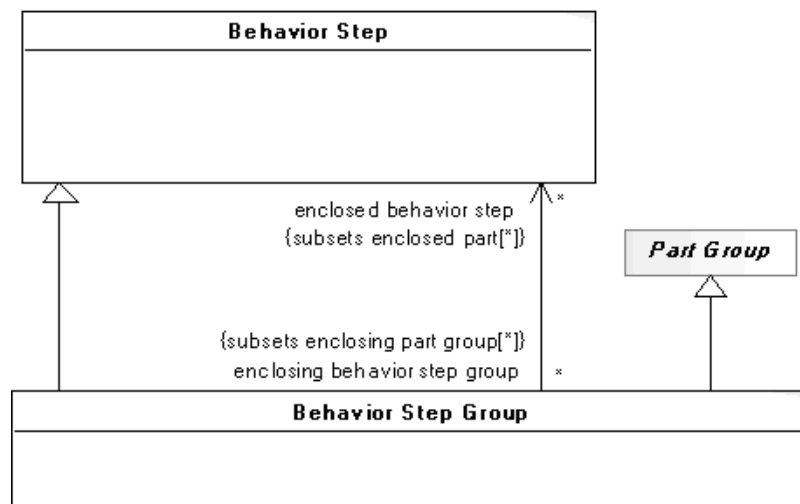 Behavior Step
*
enclosed behavior step
{subsets enclosed part[*]}
Part Group
{subsets enclosing part group[*]}
enclosing behavior step group *
Behavior Step Group